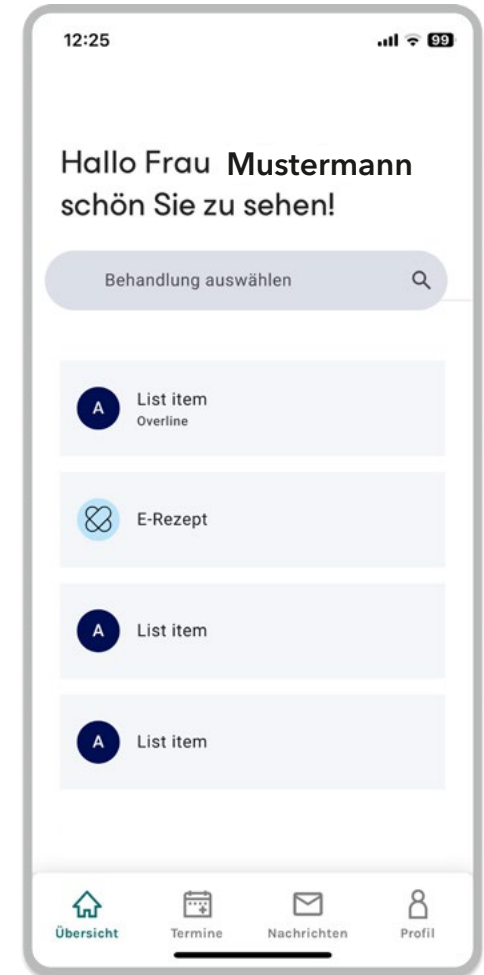 12:25
99
Hallo Frau Mustermann
schön Sie zu sehen!
Behandlung auswählen
A
List item
Overline
E-Rezept
A
List item
A
List item
Übersicht
Termine
Nachrichten
Profil